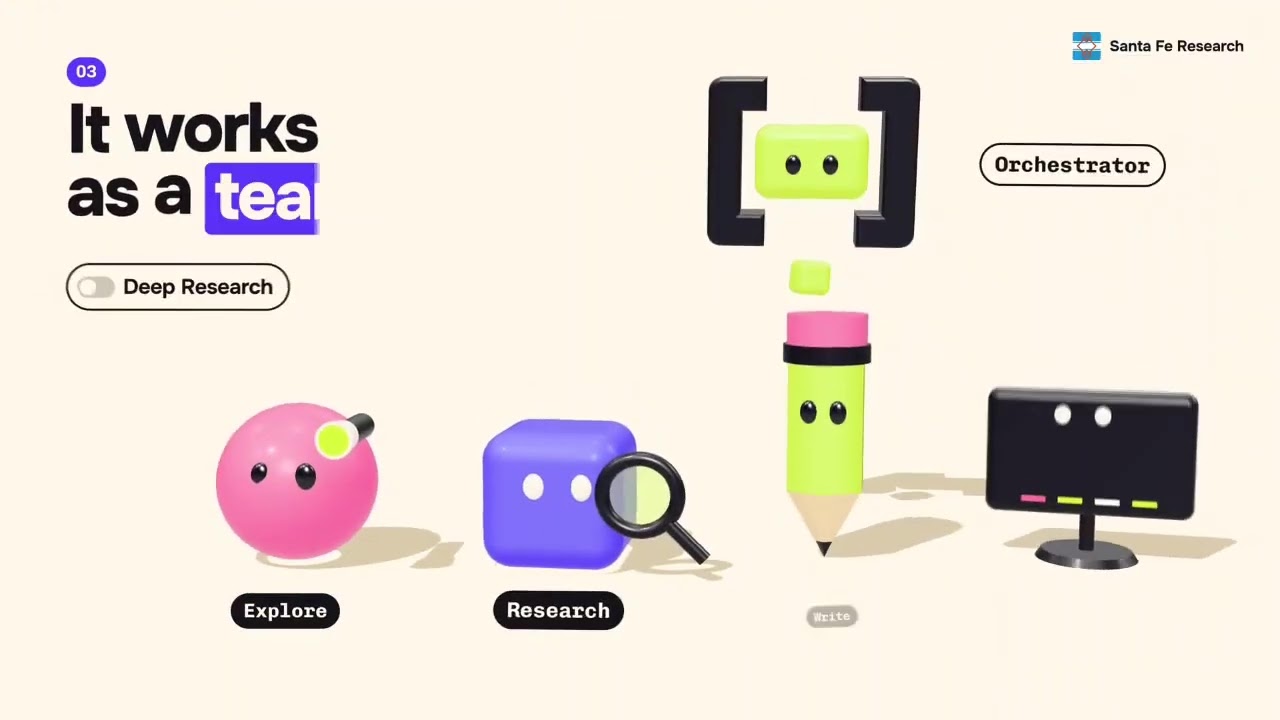 Santa Fe Research
03
It works
as a tea
Deep Research
Orchestrator
Explore
Research
Write